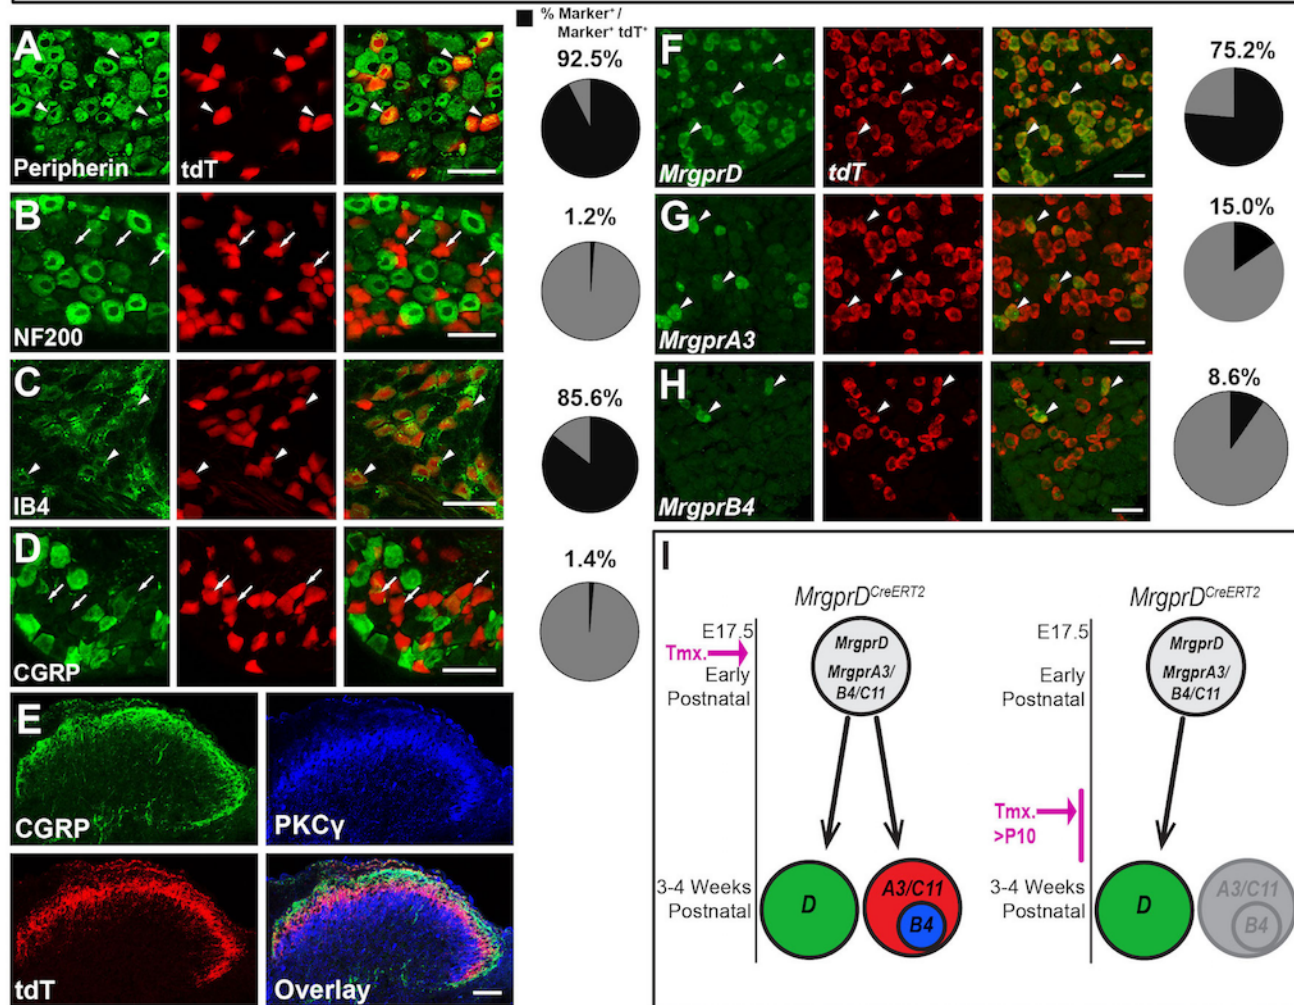 % Marker⁺ /
Marker⁺ tdT⁺
A
Peripherin
tdT
92.5%
B
NF200
1.2%
C
IB4
85.6%
D
CGRP
1.4%
E
CGRP
PKCγ
tdT
Overlay
F
MrgprD
tdT
75.2%
G
MrgprA3
15.0%
H
MrgprB4
8.6%
I
MrgprD^CreERT2
E17.5
Tmx.
Early
Postnatal
MrgprD
MrgprA3/
B4/C11
3-4 Weeks
Postnatal
D
A3/C11
B4
MrgprD^CreERT2
E17.5
Early
Postnatal
MrgprD
MrgprA3/
B4/C11
Tmx.
>P10
3-4 Weeks
Postnatal
D
A3/C11
B4